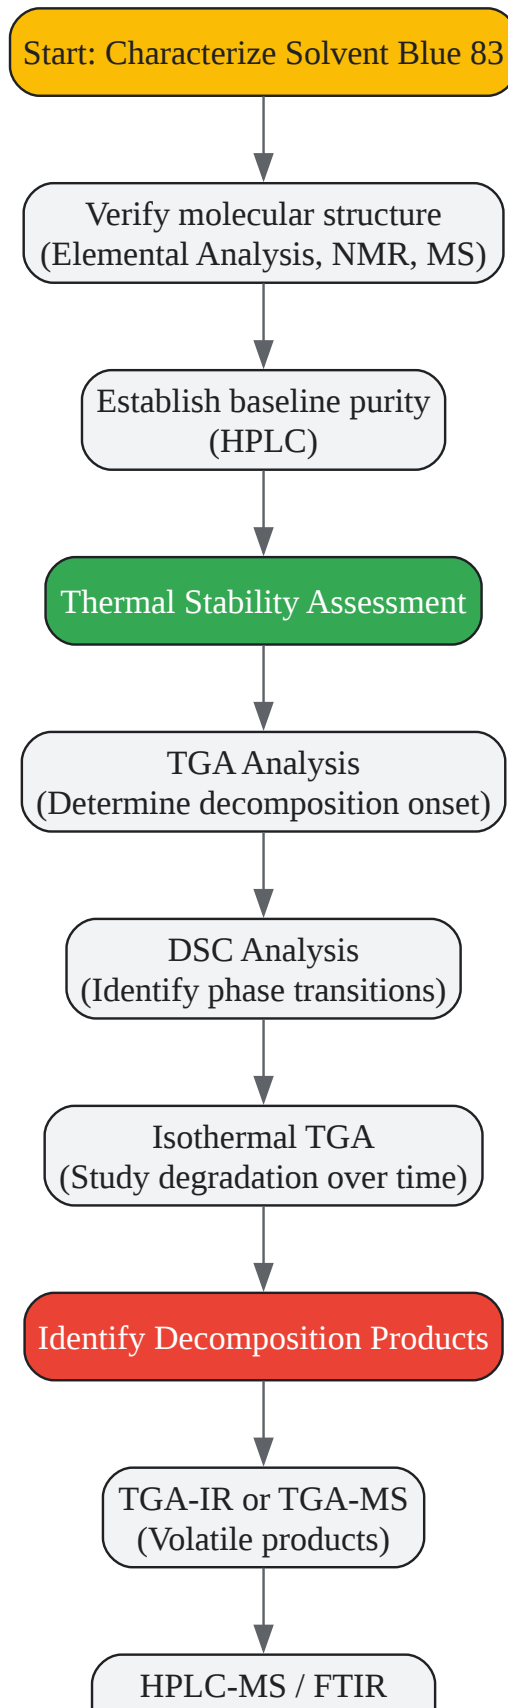 Start: Characterize Solvent Blue 83
Verify molecular structure
(Elemental Analysis, NMR, MS)
Establish baseline purity
(HPLC)
Thermal Stability Assessment
TGA Analysis
(Determine decomposition onset)
DSC Analysis
(Identify phase transitions)
Isothermal TGA
(Study degradation over time)
Identify Decomposition Products
TGA-IR or TGA-MS
(Volatile products)
HPLC-MS / FTIR